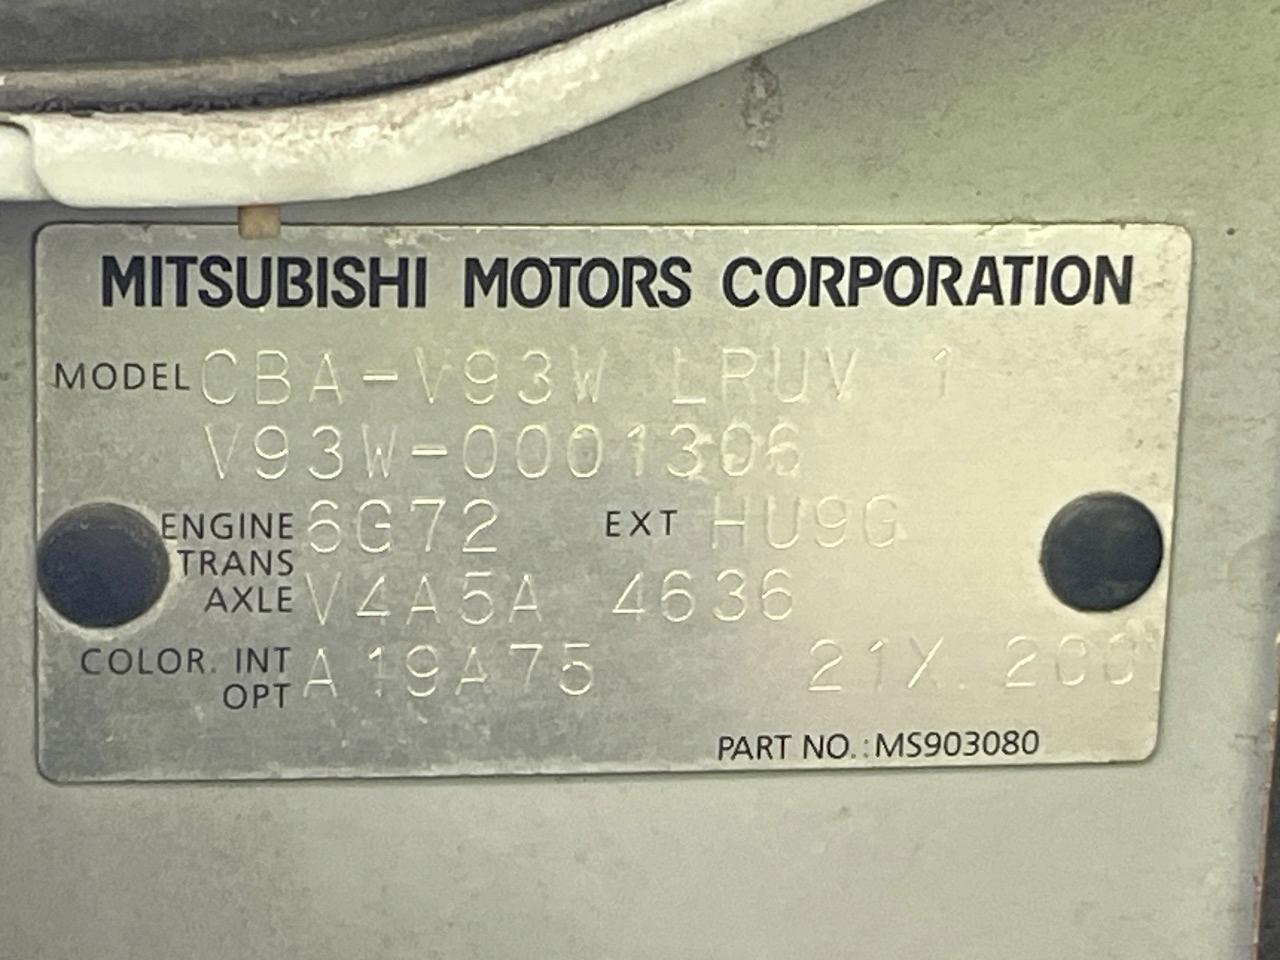 MITSUBISHI MOTORS CORPORATION
MODEL CBA-V93W LRUV 1
V93W-0001306
ENGINE 6G72 EXT HU9G
TRANS
AXLE V4A5A 4636
COLOR. INT
OPT A 19A75 21X. 200
PART NO.:MS903080